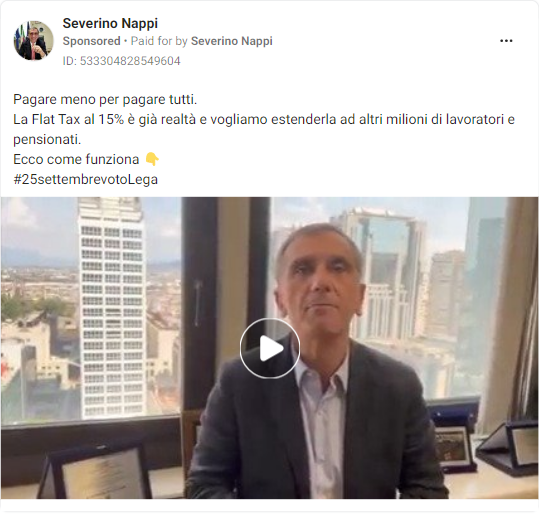 Severino Nappi
Sponsored • Paid for by Severino Nappi
ID: 533304828549604
Pagare meno per pagare tutti.
La Flat Tax al 15% è già realtà e vogliamo estenderla ad altri milioni di lavoratori e
pensionati.
Ecco come funziona 👇
#25settembrevotoLega